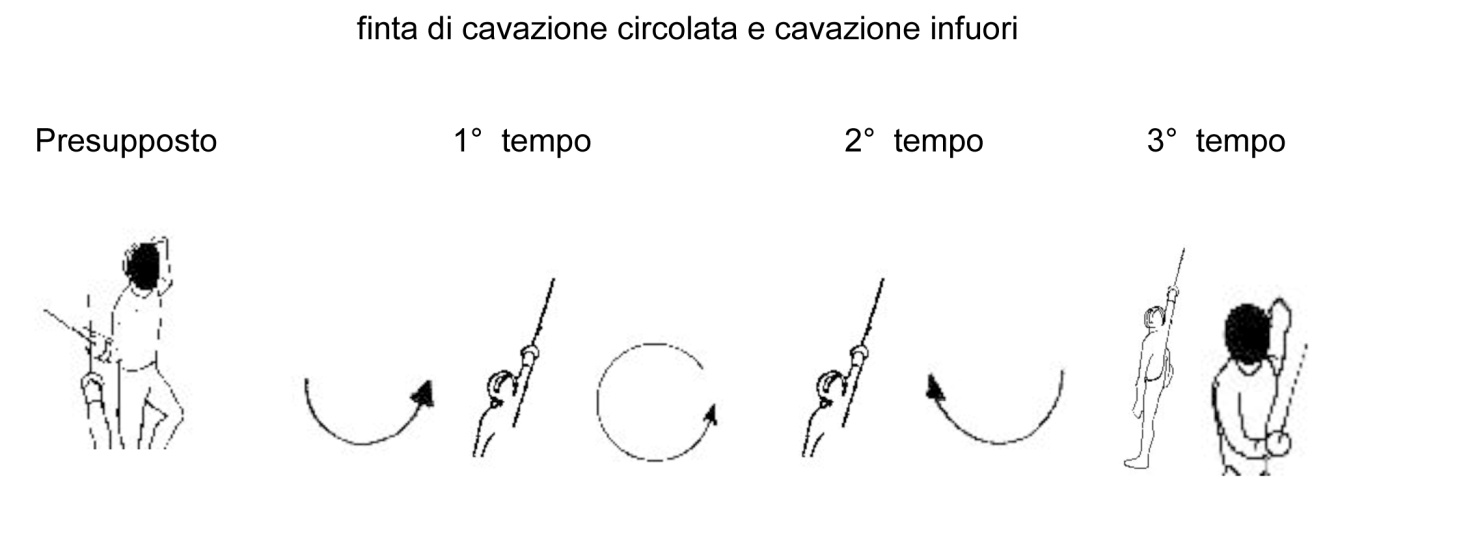 finta di cavazione circolata e cavazione infuori
Presupposto 1° tempo 2° tempo 3° tempo